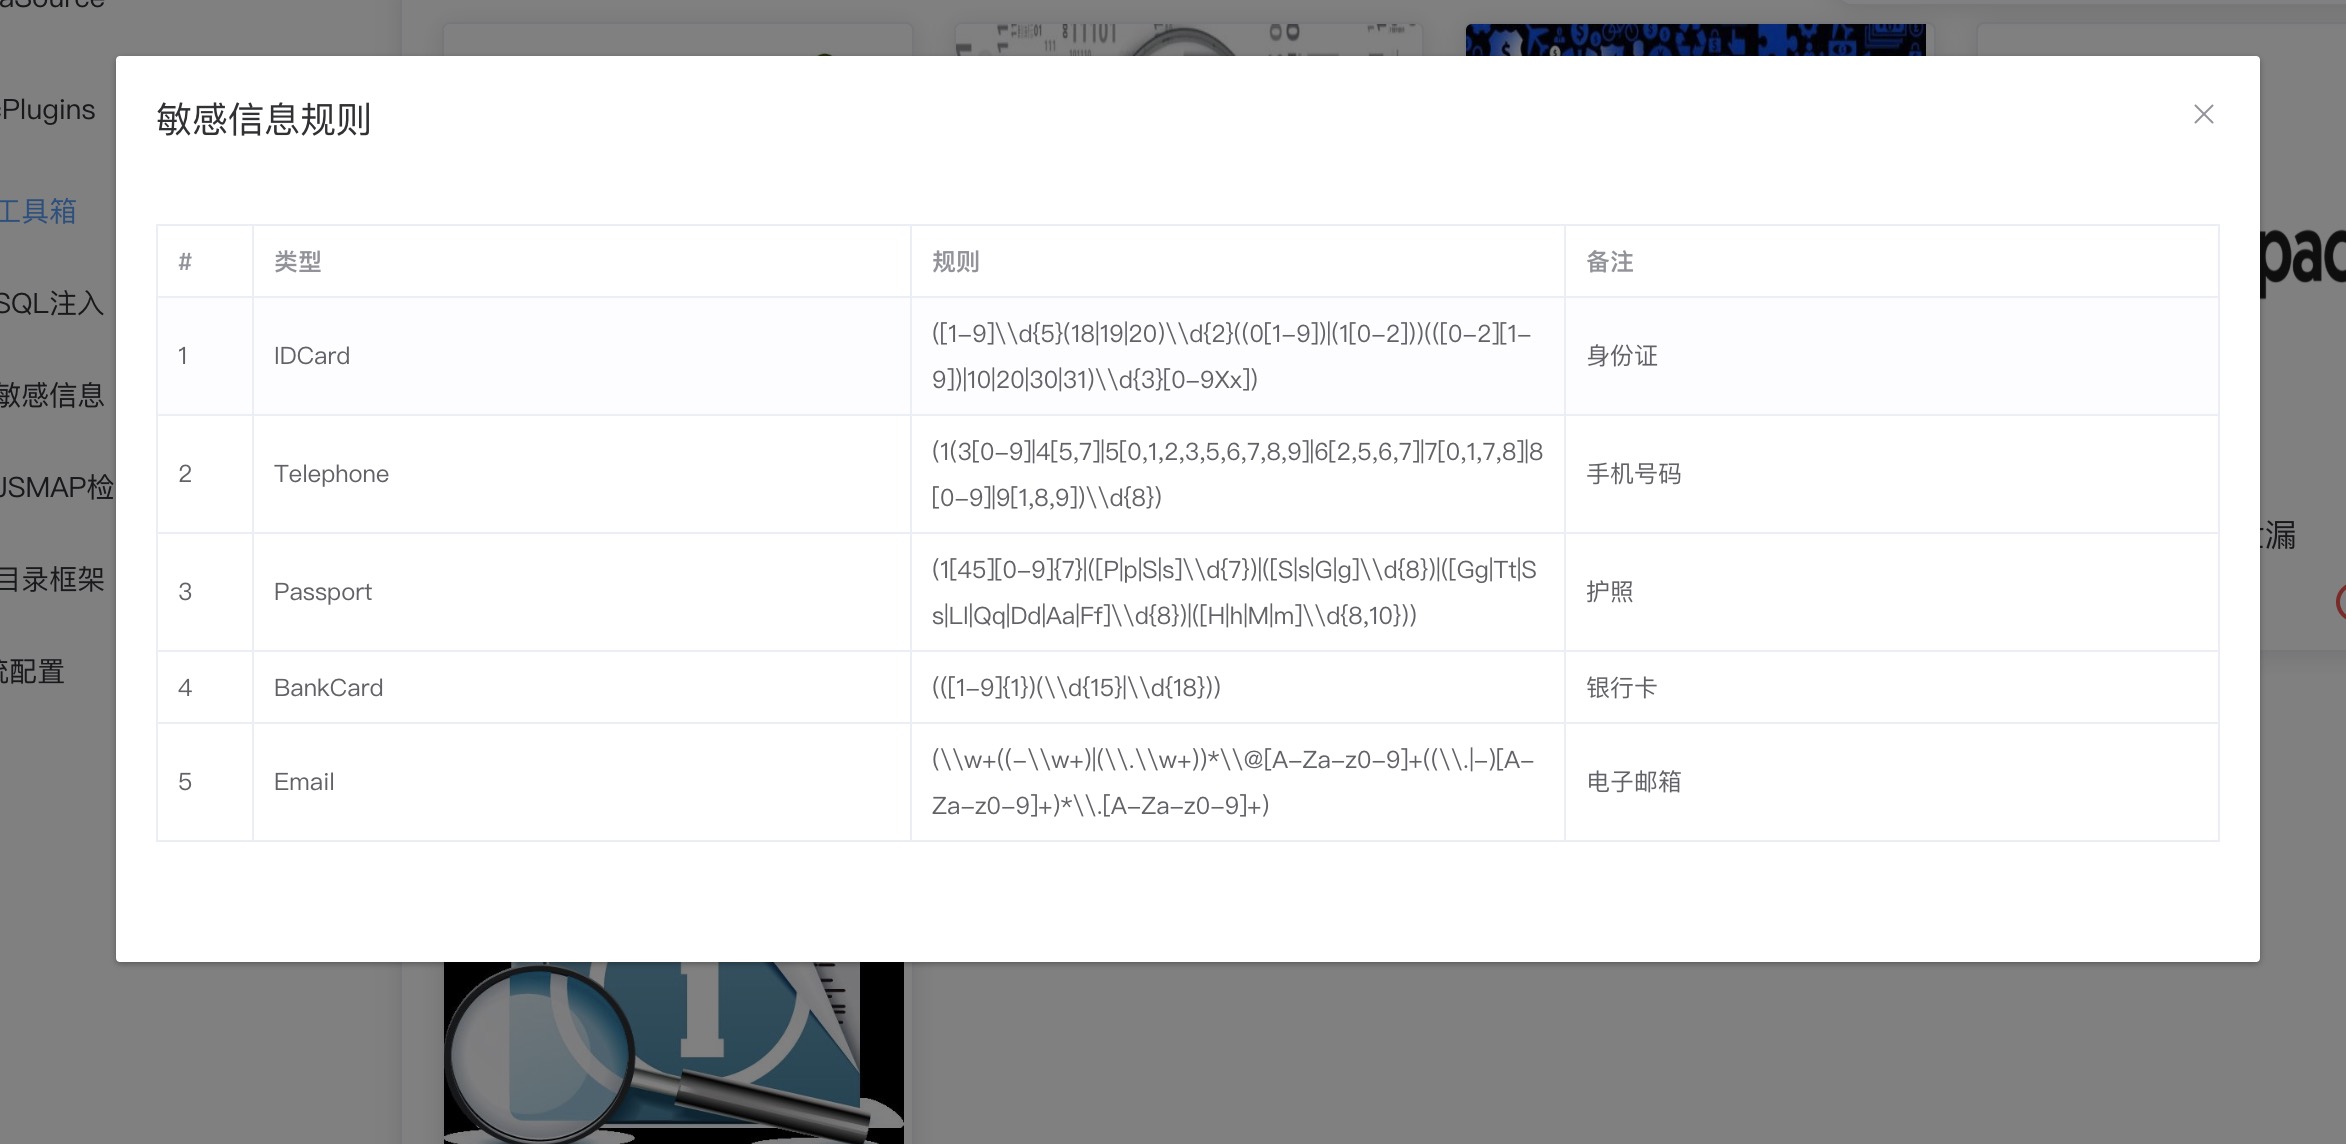 aSource
Plugins
工具箱
SQL注入
敏感信息
JSMAP检
目录框架
配置
敏感信息规则
#
类型
规则
备注
1
IDCard
([1-9]\\d{5}(18|19|20)\\d{2}((0[1-9])|(1[0-2]))(([0-2][1-
9])|10|20|30|31)\\d{3}[0-9Xx])
身份证
2
Telephone
(1(3[0-9]|4[5,7]|5[0,1,2,3,5,6,7,8,9]|6[2,5,6,7]|7[0,1,7,8]|8
[0-9]|9[1,8,9])\\d{8})
手机号码
3
Passport
(1[45][0-9]{7}|([P|p|S|s]\\d{7})|([S|s|G|g]\\d{8})|([Gg|Tt|S
s|Ll|Qq|Dd|Aa|Ff]\\d{8})|([H|h|M|m]\\d{8,10}))
护照
4
BankCard
(([1-9]{1})(\\d{15}|\\d{18}))
银行卡
5
Email
(\\w+((-\\w+)|(\\.\\w+))*\\@[A-Za-z0-9]+((\\.|-)[A-
Za-z0-9]+)*\\.[A-Za-z0-9]+)
电子邮箱
pac
漏